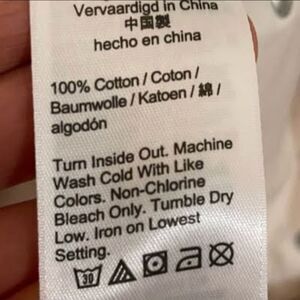 Vervaardigd in China
中国製
hecho en china
100% Cotton / Coton /
Baumwolle / Katoen / 綿 /
algodón
Turn Inside Out. Machine
Wash Cold With Like
Colors. Non-Chlorine
Bleach Only. Tumble Dry
Low. Iron on Lowest
Setting.
30